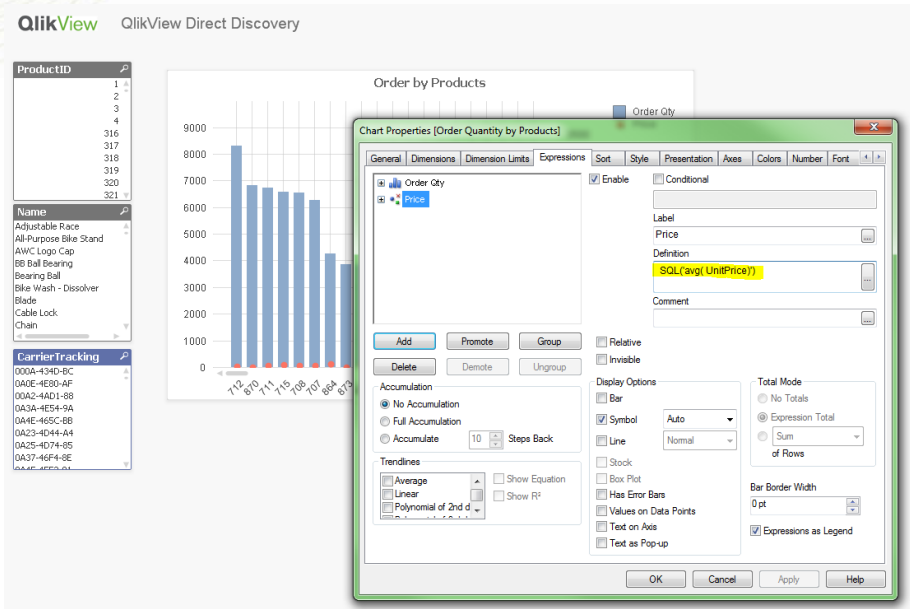 QlikView QlikView Direct Discovery
ProductID
1
2
3
4
316
317
318
319
320
321
Name
Adjustable Race
All-Purpose Bike Stand
AWC Logo Cap
BB Ball Bearing
Bearing Ball
Bike Wash - Dissolver
Blade
Cable Lock
Chain
CarrierTracking
000A-434D-BC
0A0E-4E80-AF
00A2-4AD1-88
0A3A-4E54-9A
0A4E-465C-BB
0A23-4D44-A4
0A25-4D74-85
0A37-46F4-8E
Order by Products
Order Qty
9000
8000
7000
6000
5000
4000
3000
2000
1000
0
712 870 711 715 708 707 864 873
Chart Properties [Order Quantity by Products]
General Dimensions Dimension Limits Expressions Sort Style Presentation Axes Colors Number Font
Order Qty
Price
Enable
Conditional
Label
Price
...
Definition
SQL('avg( UnitPrice)')
...
Comment
...
Add Promote Group
Delete Demote Ungroup
Relative
Invisible
Accumulation
No Accumulation
Full Accumulation
Accumulate 10 Steps Back
Trendlines
Average
Linear
Polynomial of 2nd d
Show Equation
Show R²
Display Options
Bar
Symbol Auto
Line Normal
Stock
Box Plot
Has Error Bars
Values on Data Points
Text on Axis
Text as Pop-up
Total Mode
No Totals
Expression Total
Sum
of Rows
Bar Border Width
0 pt
Expressions as Legend
OK Cancel Apply Help